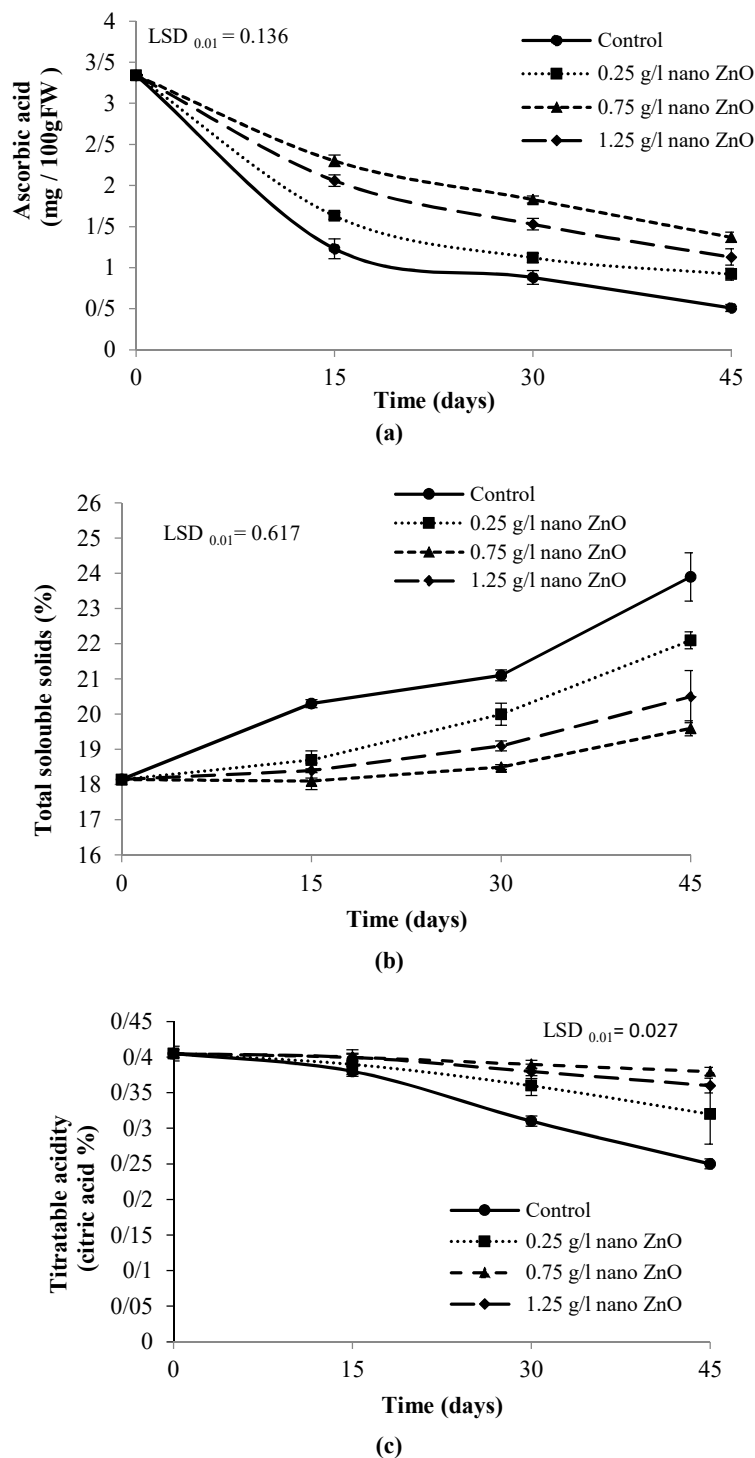 Ascorbic acid
(mg / 100gFW )
LSD 0.01 = 0.136
Control
0.25 g/l nano ZnO
0.75 g/l nano ZnO
1.25 g/l nano ZnO
4
3/5
3
2/5
2
1/5
1
0/5
0
0 15 30 45
Time (days)
(a)
Total solouble solids (%)
LSD 0.01= 0.617
Control
0.25 g/l nano ZnO
0.75 g/l nano ZnO
1.25 g/l nano ZnO
26
25
24
23
22
21
20
19
18
17
16
0 15 30 45
Time (days)
(b)
Titratable acidity
(citric acid %)
LSD 0.01= 0.027
0/45
0/4
0/35
0/3
0/25
0/2
0/15
0/1
0/05
0
Control
0.25 g/l nano ZnO
0.75 g/l nano ZnO
1.25 g/l nano ZnO
0 15 30 45
Time (days)
(c)